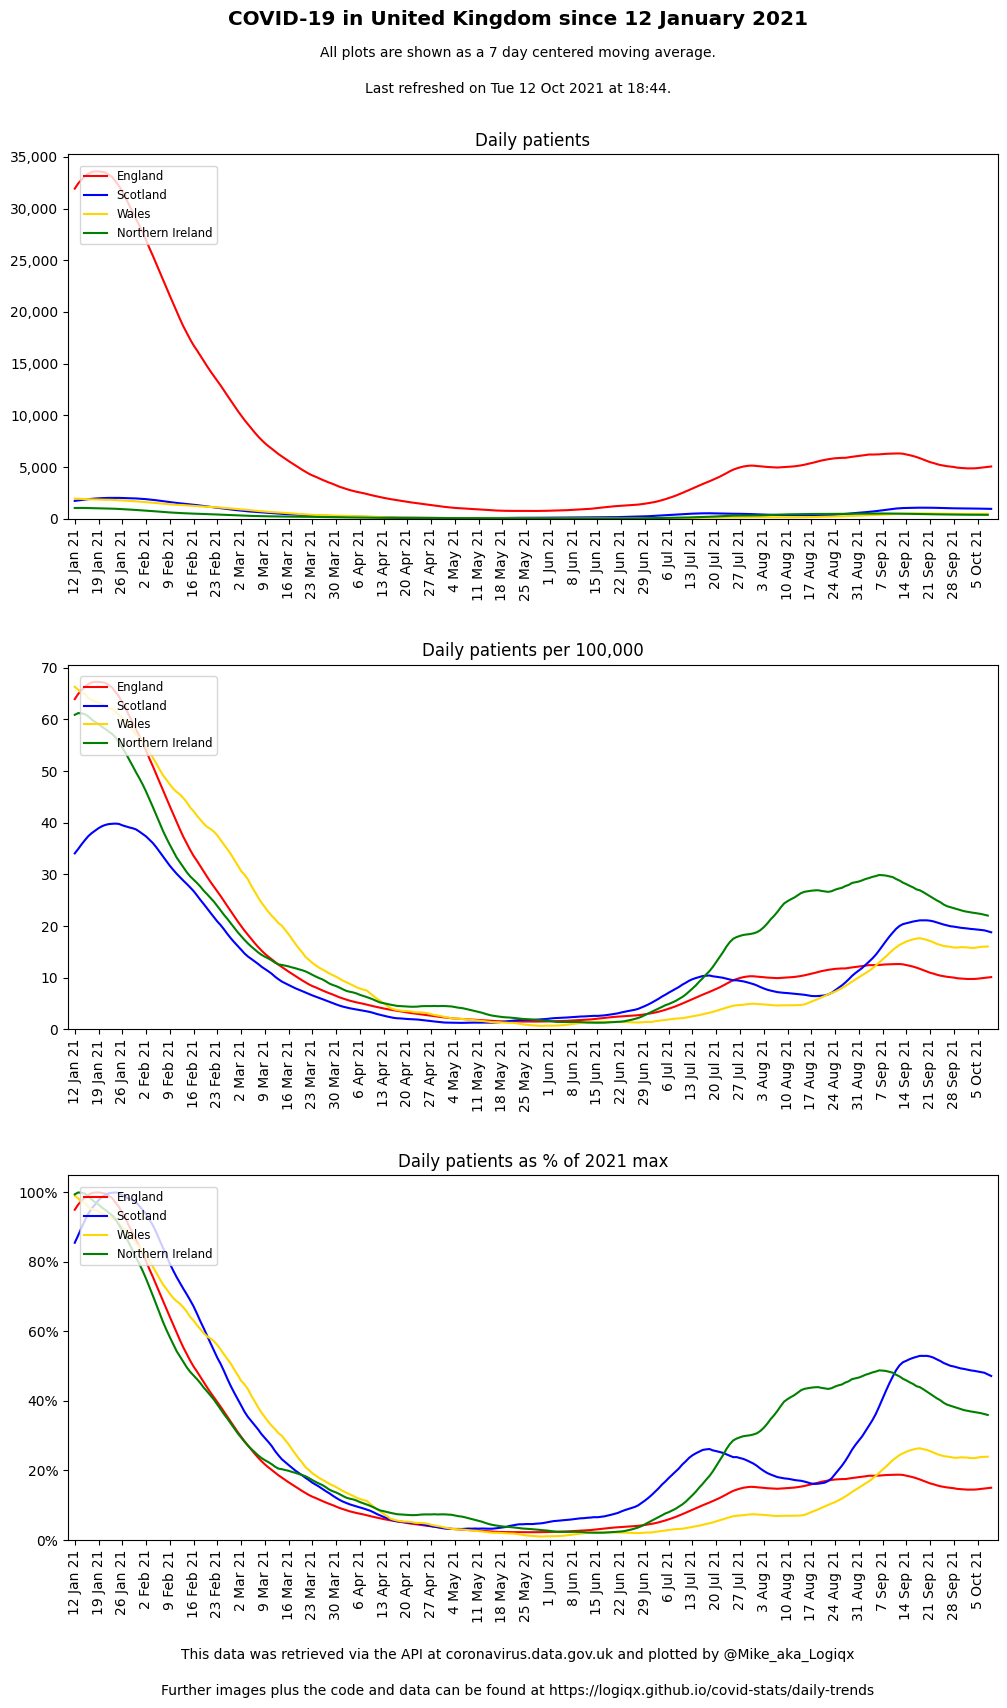 COVID-19 in United Kingdom since 12 January 2021
All plots are shown as a 7 day centered moving average.
Last refreshed on Tue 12 Oct 2021 at 18:44.
Daily patients
35,000
30,000
25,000
20,000
15,000
10,000
5,000
0
England
Scotland
Wales
Northern Ireland
12 Jan 21
19 Jan 21
26 Jan 21
2 Feb 21
9 Feb 21
16 Feb 21
23 Feb 21
2 Mar 21
9 Mar 21
16 Mar 21
23 Mar 21
30 Mar 21
6 Apr 21
13 Apr 21
20 Apr 21
27 Apr 21
4 May 21
11 May 21
18 May 21
25 May 21
1 Jun 21
8 Jun 21
15 Jun 21
22 Jun 21
29 Jun 21
6 Jul 21
13 Jul 21
20 Jul 21
27 Jul 21
3 Aug 21
10 Aug 21
17 Aug 21
24 Aug 21
31 Aug 21
7 Sep 21
14 Sep 21
21 Sep 21
28 Sep 21
5 Oct 21
Daily patients per 100,000
70
60
50
40
30
20
10
0
England
Scotland
Wales
Northern Ireland
12 Jan 21
19 Jan 21
26 Jan 21
2 Feb 21
9 Feb 21
16 Feb 21
23 Feb 21
2 Mar 21
9 Mar 21
16 Mar 21
23 Mar 21
30 Mar 21
6 Apr 21
13 Apr 21
20 Apr 21
27 Apr 21
4 May 21
11 May 21
18 May 21
25 May 21
1 Jun 21
8 Jun 21
15 Jun 21
22 Jun 21
29 Jun 21
6 Jul 21
13 Jul 21
20 Jul 21
27 Jul 21
3 Aug 21
10 Aug 21
17 Aug 21
24 Aug 21
31 Aug 21
7 Sep 21
14 Sep 21
21 Sep 21
28 Sep 21
5 Oct 21
Daily patients as % of 2021 max
100%
80%
60%
40%
20%
0%
England
Scotland
Wales
Northern Ireland
12 Jan 21
19 Jan 21
26 Jan 21
2 Feb 21
9 Feb 21
16 Feb 21
23 Feb 21
2 Mar 21
9 Mar 21
16 Mar 21
23 Mar 21
30 Mar 21
6 Apr 21
13 Apr 21
20 Apr 21
27 Apr 21
4 May 21
11 May 21
18 May 21
25 May 21
1 Jun 21
8 Jun 21
15 Jun 21
22 Jun 21
29 Jun 21
6 Jul 21
13 Jul 21
20 Jul 21
27 Jul 21
3 Aug 21
10 Aug 21
17 Aug 21
24 Aug 21
31 Aug 21
7 Sep 21
14 Sep 21
21 Sep 21
28 Sep 21
5 Oct 21
This data was retrieved via the API at coronavirus.data.gov.uk and plotted by @Mike_aka_Logiqx
Further images plus the code and data can be found at https://logiqx.github.io/covid-stats/daily-trends